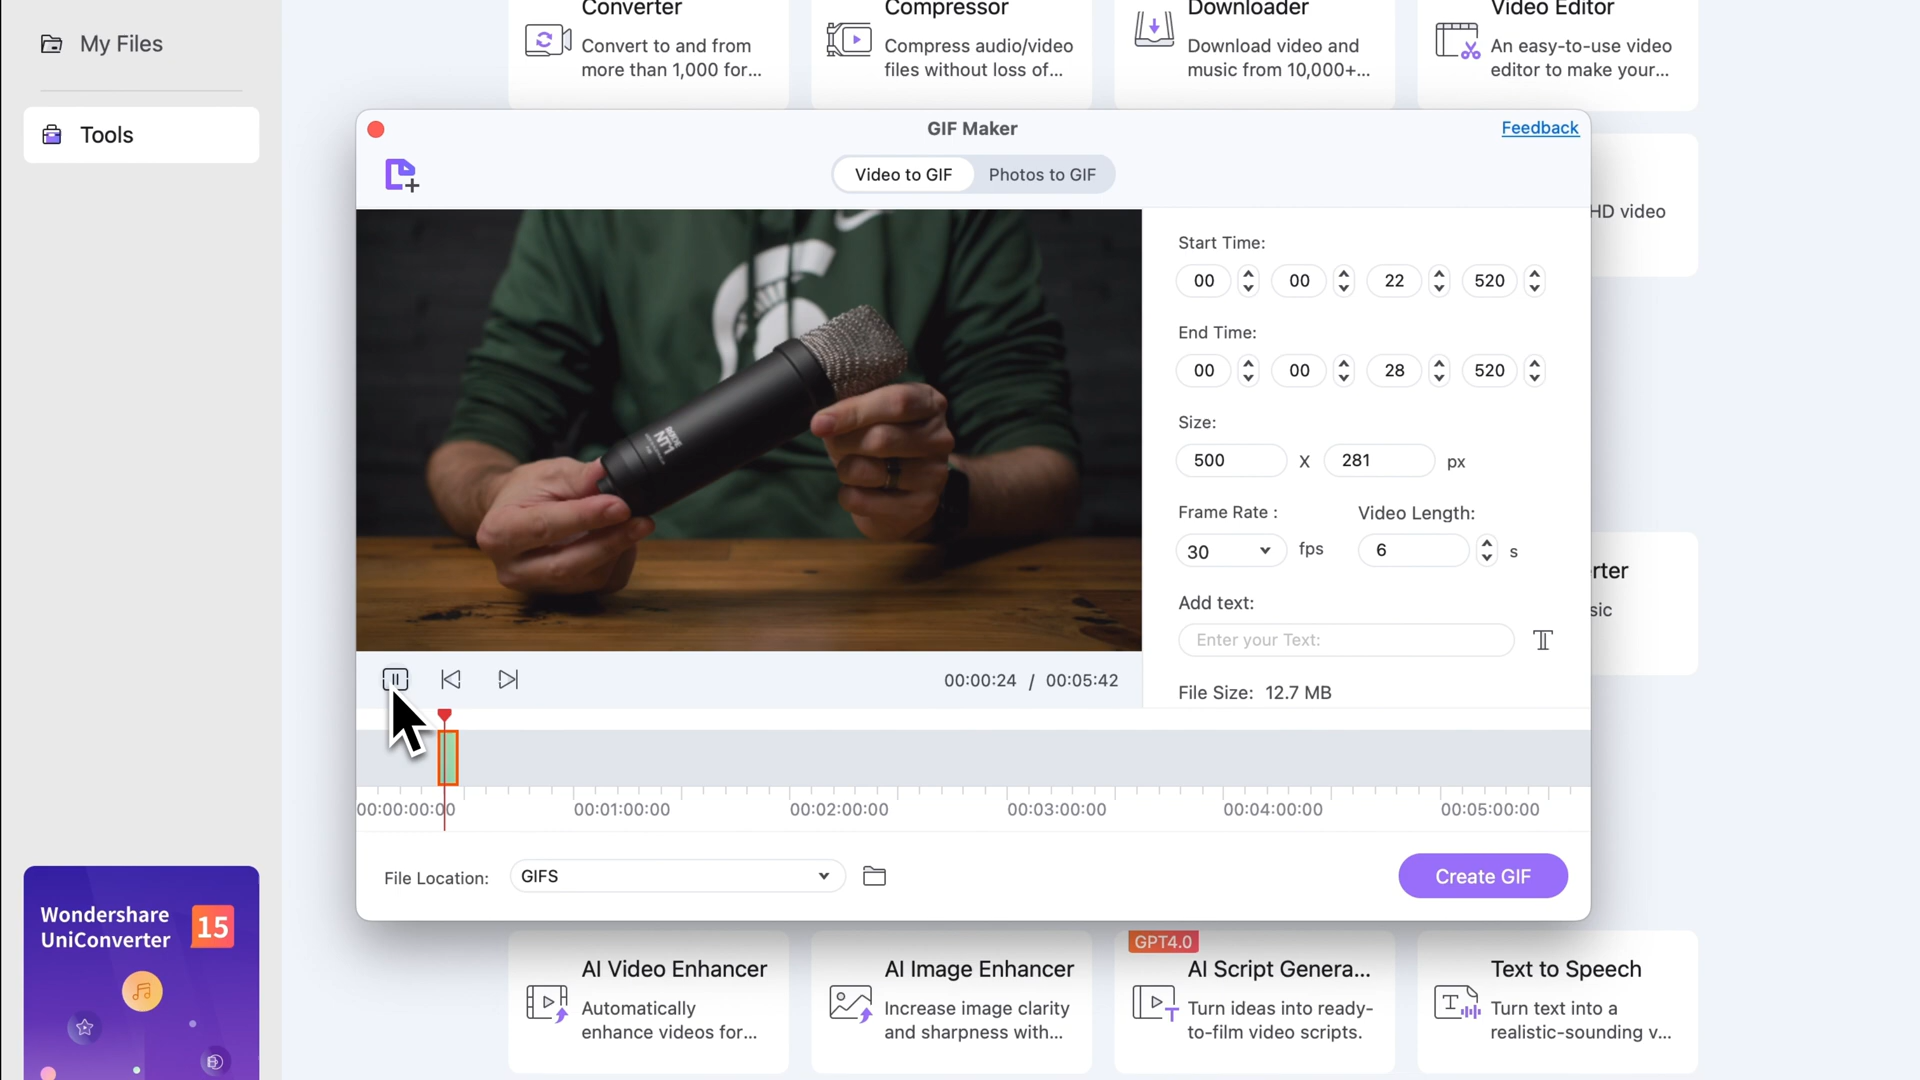 My Files
Tools
Converter
Convert to and from
more than 1,000 for...
Compressor
Compress audio/video
files without loss of...
Downloader
Download video and
music from 10,000+...
Video Editor
An easy-to-use video
editor to make your...
GIF Maker
Feedback
Video to GIF
Photos to GIF
HD video
Start Time:
00 00 22 520
End Time:
00 00 28 520
Size:
500 X 281 px
Frame Rate :
Video Length:
30 fps
6 s
Add text:
Enter your Text:
File Size: 12.7 MB
RØDE
NT1
00:00:24 / 00:05:42
00:00:00:00
00:01:00:00
00:02:00:00
00:03:00:00
00:04:00:00
00:05:00:00
rter
sic
File Location:
GIFS
Create GIF
Wondershare
UniConverter
15
AI Video Enhancer
Automatically
enhance videos for...
AI Image Enhancer
Increase image clarity
and sharpness with...
GPT4.0
AI Script Genera...
Turn ideas into ready-
to-film video scripts.
Text to Speech
Turn text into a
realistic-sounding v...